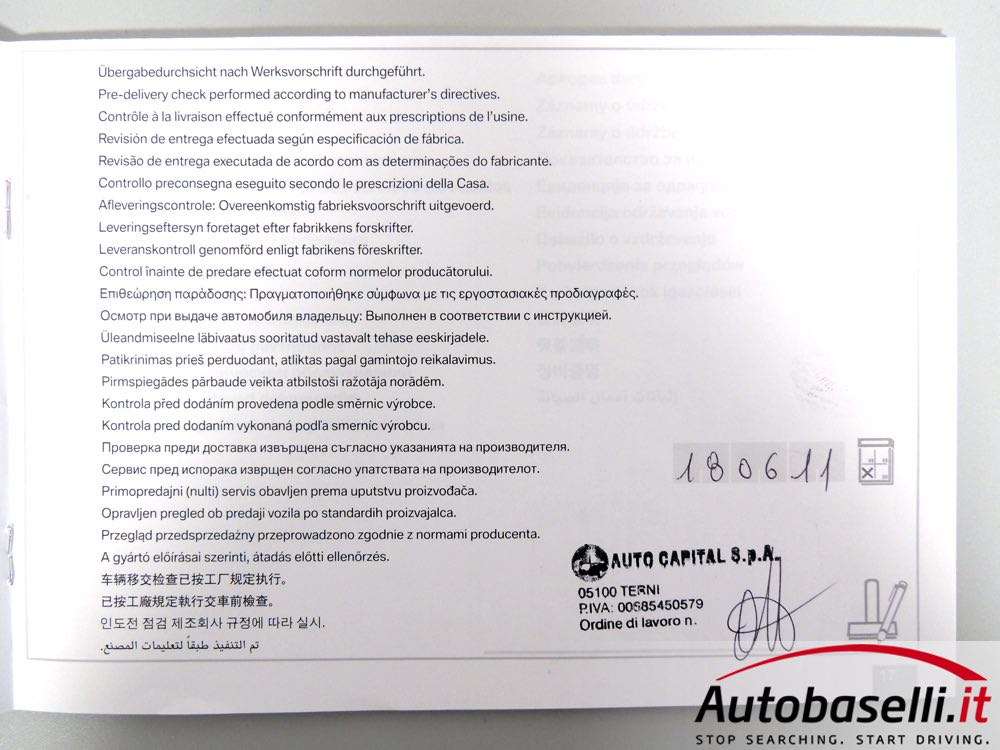 Übergabedurchsicht nach Werksvorschrift durchgeführt.
Pre-delivery check performed according to manufacturer's directives.
Contrôle à la livraison effectué conformément aux prescriptions de l'usine.
Revisión de entrega efectuada según especificación de fábrica.
Revisão de entrega executada de acordo com as determinações do fabricante.
Controllo preconsegna eseguito secondo le prescrizioni della Casa.
Afleveringscontrole: Overeenkomstig fabrieksvoorschrift uitgevoerd.
Leveringseftersyn foretaget efter fabrikkens forskrifter.
Leveranskontroll genomförd enligt fabrikens föreskrifter.
Control înainte de predare efectuat coform normelor producătorului.
Επιθεώρηση παράδοσης: Πραγματοποιήθηκε σύμφωνα με τις εργοστασιακές προδιαγραφές.
Осмотр при выдаче автомобиля владельцу: Выполнен в соответствии с инструкцией.
Üleandmiseelne läbivaatus sooritatud vastavalt tehase eeskirjadele.
Patikrinimas prieš perduodant, atliktas pagal gamintojo reikalavimus.
Pirmspiegādes pārbaude veikta atbilstoši ražotāja norādēm.
Kontrola před dodáním provedena podle směrnic výrobce.
Kontrola pred dodaním vykonaná podľa smerníc výrobcu.
Проверка преди доставка извърщена съгласно указанията на производителя.
Сервис пред испорака изврщен согласно упатствата на производителот.
Primopredajni (nulti) servis obavljen prema uputstvu proizvođača.
Opravljen pregled ob predaji vozila po standardih proizvajalca.
Przegląd przedsprzedażny przeprowadzono zgodnie z normami producenta.
A gyártó előírásai szerinti, átadás előtti ellenőrzés.
车辆移交检查已按工厂规定执行。
已按工廠規定執行交車前檢查。
인도전 점검 제조회사 규정에 따라 실시.
تم التنفيذ طبقاً لتعليمات المصنع.
180611
AUTO CAPITAL S.p.A.
05100 TERNI
P.IVA: 00685450579
Ordine di lavoro n.
17
Autobaselli.it
STOP SEARCHING. START DRIVING.